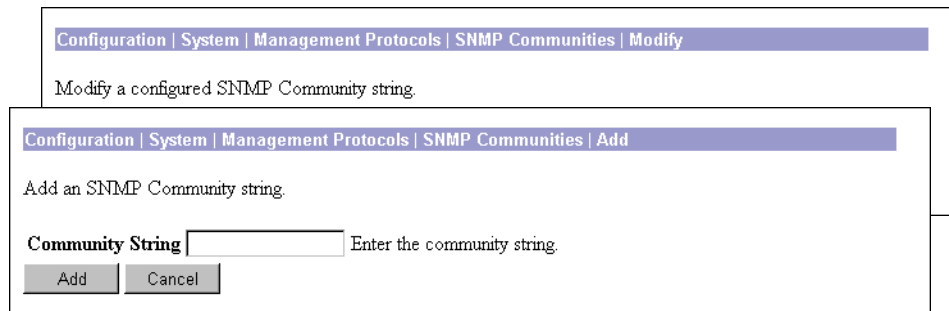 Configuration | System | Management Protocols | SNMP Communities | Modify
Modify a configured SNMP Community string.
Configuration | System | Management Protocols | SNMP Communities | Add
Add an SNMP Community string.
Community String Enter the community string.
Add Cancel